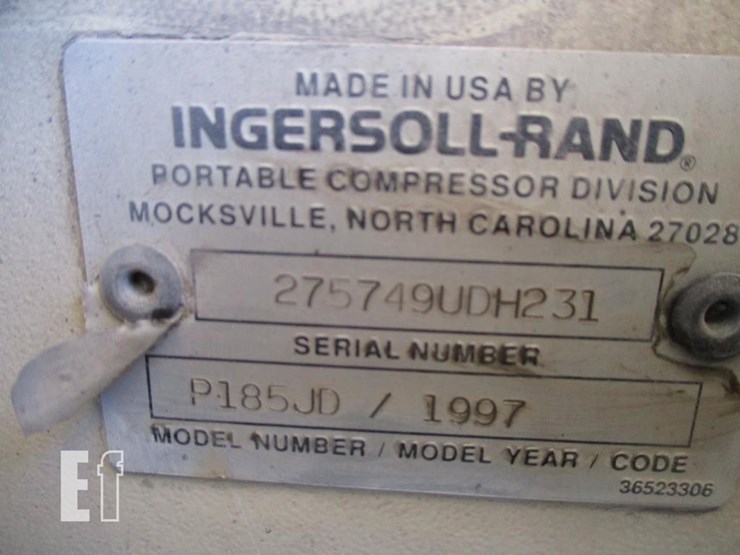 MADE IN USA BY
INGERSOLL-RAND®
PORTABLE COMPRESSOR DIVISION
MOCKSVILLE, NORTH CAROLINA 27028
275749UDH231
SERIAL NUMBER
P185JD / 1997
MODEL NUMBER / MODEL YEAR / CODE
36523306
Ef